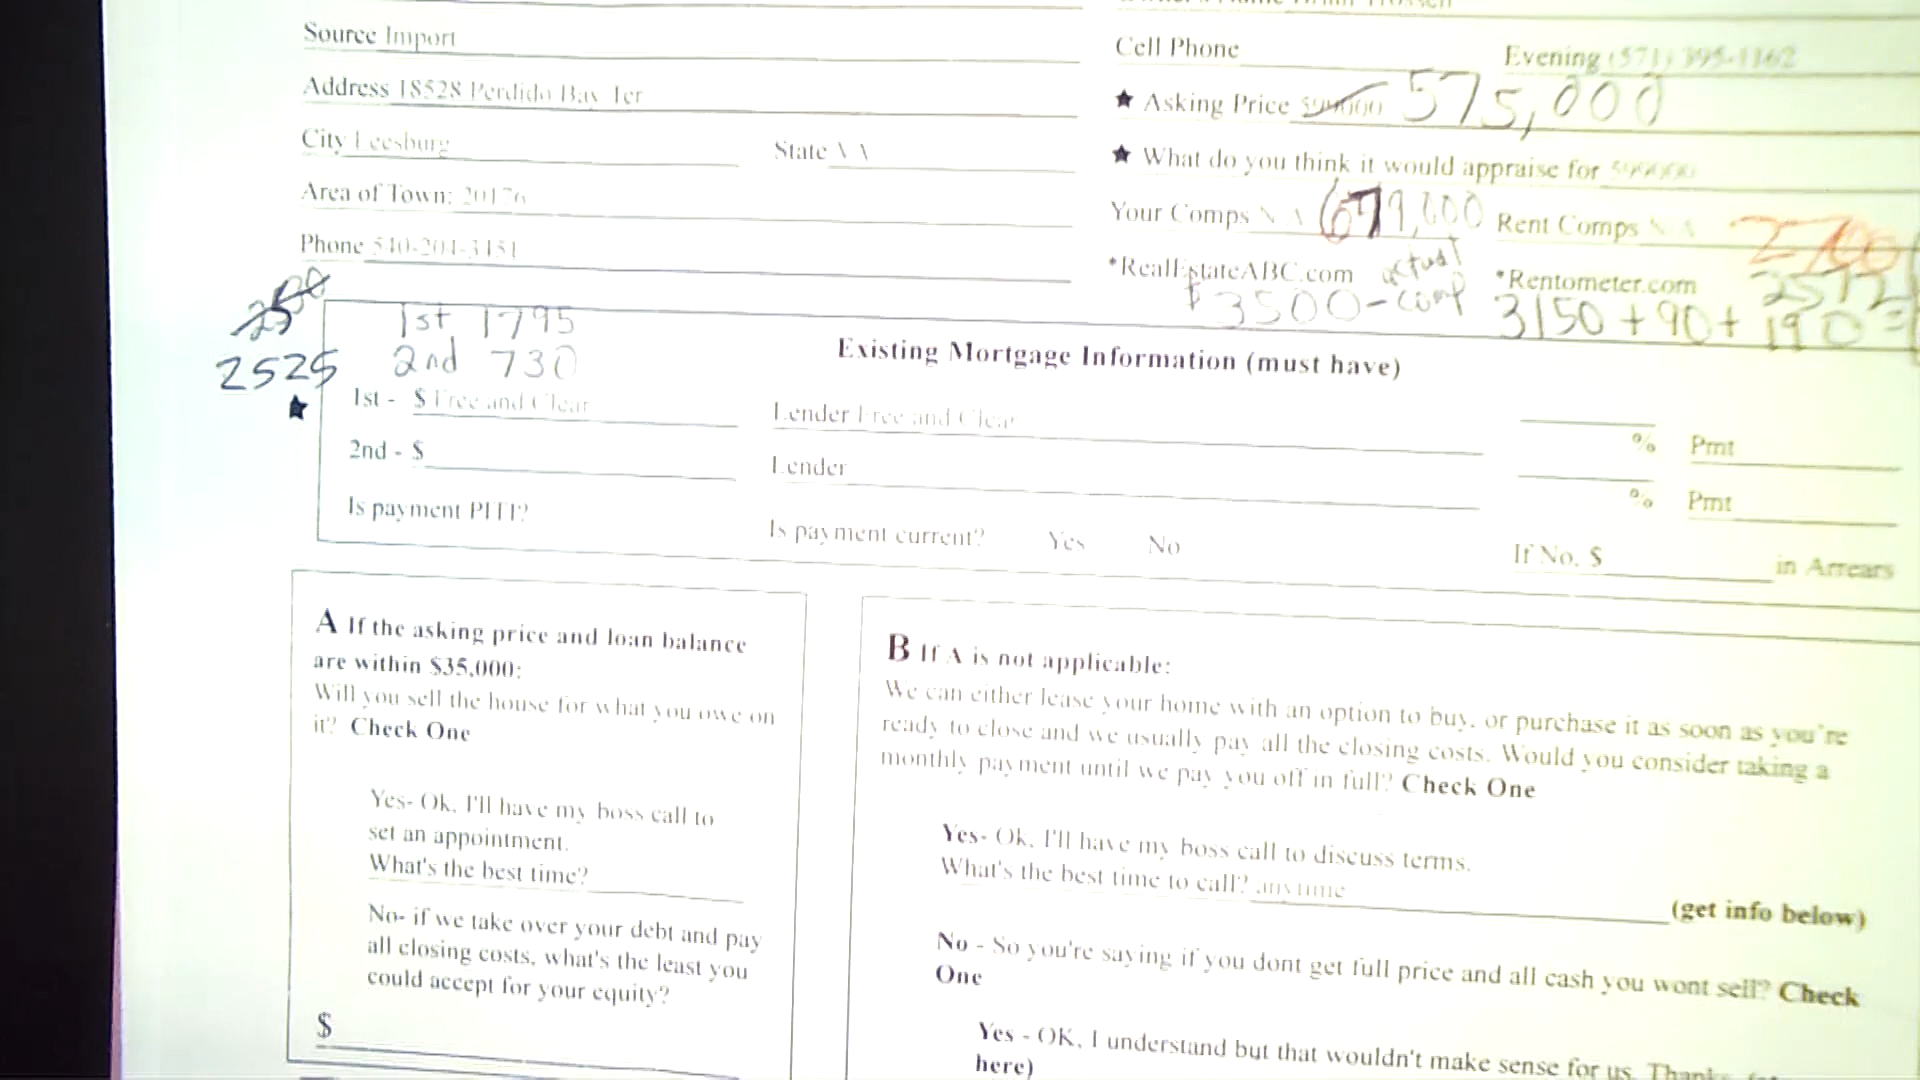 Source Import
Cell Phone
Evening (571) 395-1162
Address 18528 Perdido Bay Ter
★ Asking Price 575,000
City Leesburg
State VA
★ What do you think it would appraise for
Area of Town: 20176
Your Comps N A 679,000
Rent Comps N A 2700
Phone 540-204-3451
*RealEstateABC.com actual
*Rentometer.com
$3500-comp
3150+90+190=
2525
1st 1795
2nd 730
Existing Mortgage Information (must have)
★
1st - $ Free and Clear
Lender Free and Clear
% Pmt
2nd - $
Lender
% Pmt
Is payment PITI?
Is payment current? Yes No
If No, $ in Arrears
A If the asking price and loan balance
are within $35,000:
Will you sell the house for what you owe on
it? Check One
Yes- Ok, I'll have my boss call to
set an appointment.
What's the best time?
No- if we take over your debt and pay
all closing costs, what's the least you
could accept for your equity?
$
B If A is not applicable:
We can either lease your home with an option to buy, or purchase it as soon as you're
ready to close and we usually pay all the closing costs. Would you consider taking a
monthly payment until we pay you off in full? Check One
Yes- Ok, I'll have my boss call to discuss terms.
What's the best time to call? anytime
(get info below)
No - So you're saying if you dont get full price and all cash you wont sell? Check
One
Yes - OK, I understand but that wouldn't make sense for us.
here)